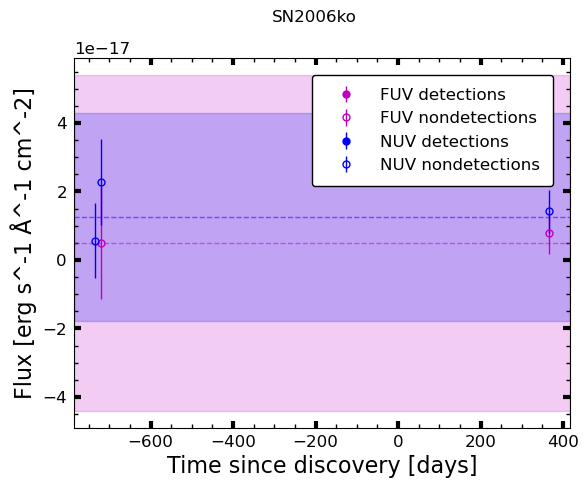 SN2006ko
1e−17
FUV detections
FUV nondetections
NUV detections
NUV nondetections
4
2
0
−2
−4
Flux [erg s^-1 Å^-1 cm^-2]
−600 −400 −200 0 200 400
Time since discovery [days]